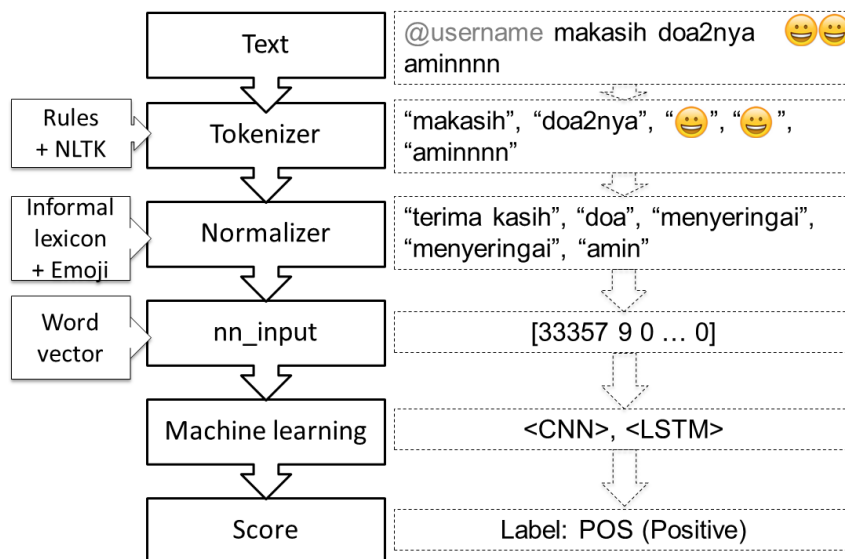 Text
@username makasih doa2nya 😀😀
aminnnn
Rules
+ NLTK
Tokenizer
“makasih”, “doa2nya”, “😀”, “😀”,
“aminnnn”
Informal
lexicon
+ Emoji
Normalizer
“terima kasih”, “doa”, “menyeringai”,
“menyeringai”, “amin”
Word
vector
nn_input
[33357 9 0 … 0]
Machine learning
<CNN>, <LSTM>
Score
Label: POS (Positive)